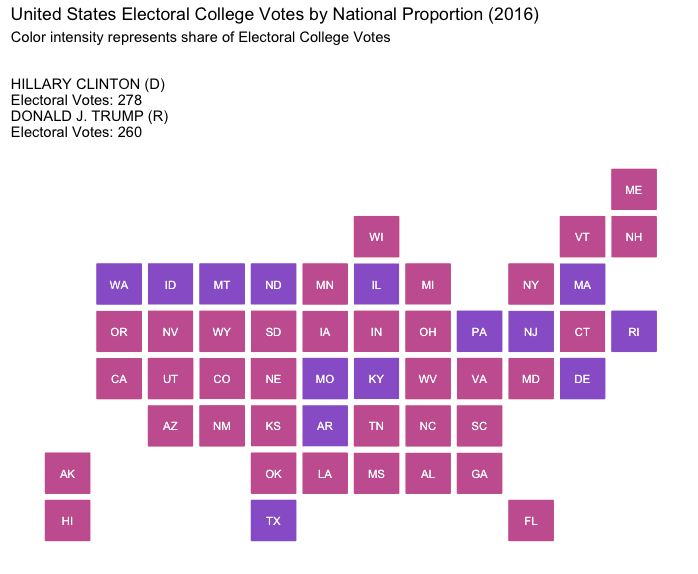 United States Electoral College Votes by National Proportion (2016)
Color intensity represents share of Electoral College Votes
HILLARY CLINTON (D)
Electoral Votes: 278
DONALD J. TRUMP (R)
Electoral Votes: 260
ME
WI VT NH
WA ID MT ND MN IL MI NY MA
OR NV WY SD IA IN OH PA NJ CT RI
CA UT CO NE MO KY WV VA MD DE
AZ NM KS AR TN NC SC
AK OK LA MS AL GA
HI TX FL